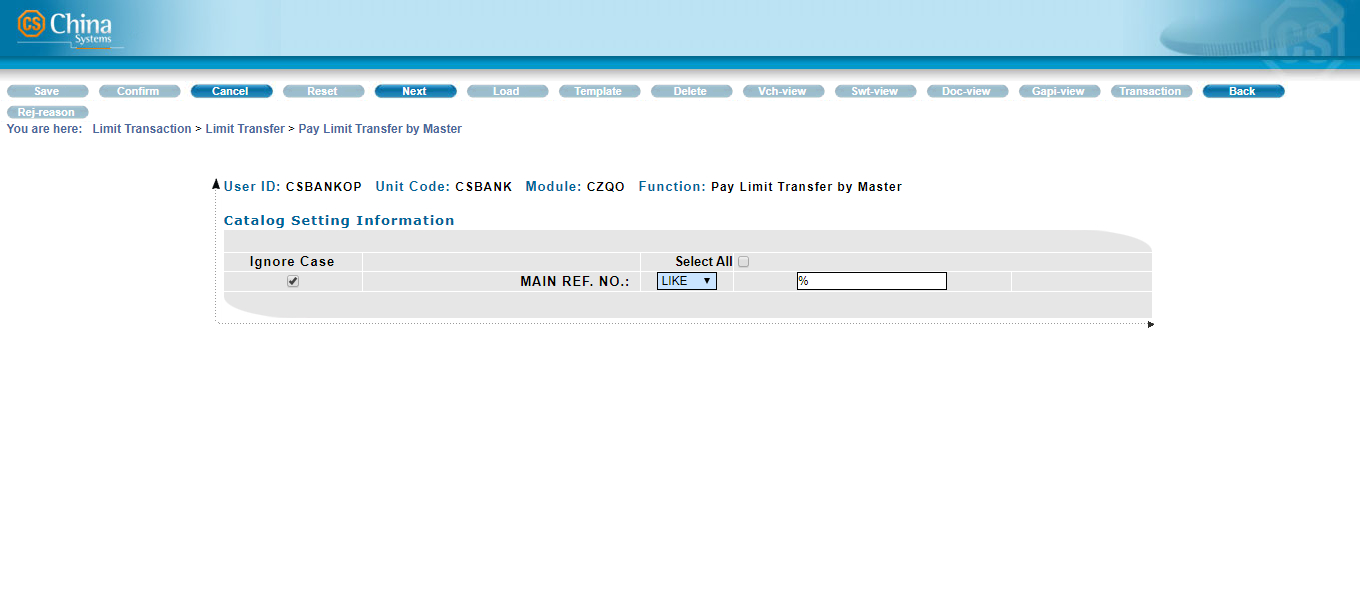 CS China
Systems
CS
Save Confirm Cancel Reset Next Load Template Delete Vch-view Swt-view Doc-view Gapi-view Transaction Back
Rej-reason
You are here: Limit Transaction > Limit Transfer > Pay Limit Transfer by Master
User ID: CSBANKOP Unit Code: CSBANK Module: CZQO Function: Pay Limit Transfer by Master
Catalog Setting Information
Ignore Case Select All
MAIN REF. NO.: LIKE %